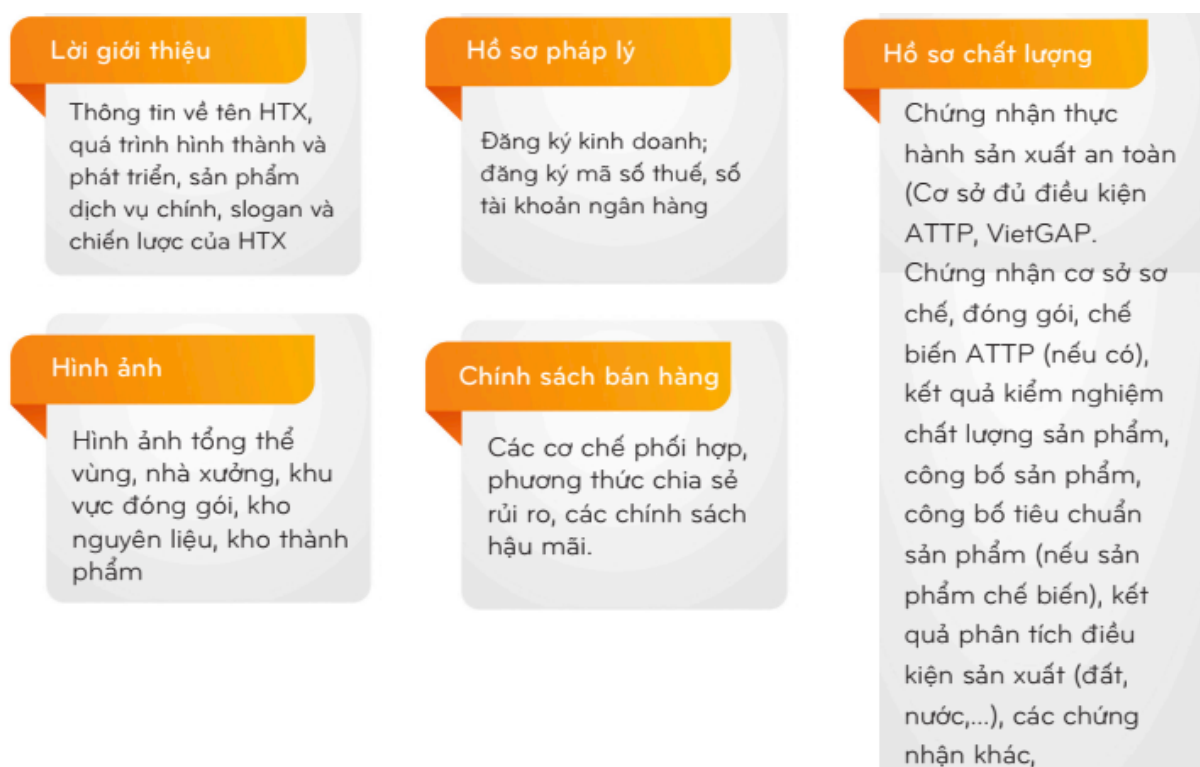 Lời giới thiệu
Thông tin về tên HTX,
quá trình hình thành và
phát triển, sản phẩm
dịch vụ chính, slogan và
chiến lược của HTX
Hồ sơ pháp lý
Đăng ký kinh doanh;
đăng ký mã số thuế, số
tài khoản ngân hàng
Hồ sơ chất lượng
Chứng nhận thực
hành sản xuất an toàn
(Cơ sở đủ điều kiện
ATTP, VietGAP.
Chứng nhận cơ sở sơ
chế, đóng gói, chế
biến ATTP (nếu có),
kết quả kiểm nghiệm
chất lượng sản phẩm,
công bố sản phẩm,
công bố tiêu chuẩn
sản phẩm (nếu sản
phẩm chế biến), kết
quả phân tích điều
kiện sản xuất (đất,
nước,...), các chứng
nhận khác,
Hình ảnh
Hình ảnh tổng thể
vùng, nhà xưởng, khu
vực đóng gói, kho
nguyên liệu, kho thành
phẩm
Chính sách bán hàng
Các cơ chế phối hợp,
phương thức chia sẻ
rủi ro, các chính sách
hậu mãi.